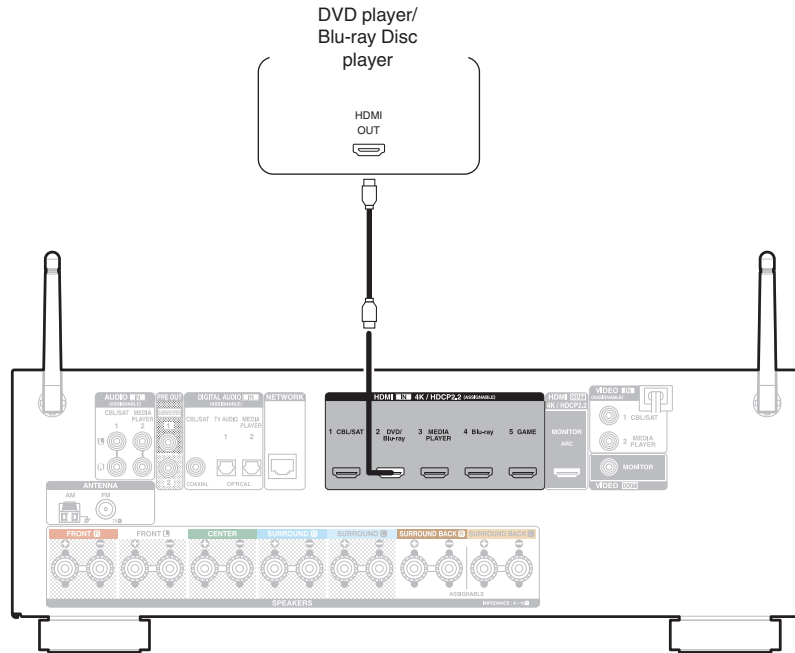 DVD player/
Blu-ray Disc
player
HDMI
OUT
AUDIO IN
(ASSIGNABLE)
CBL/SAT
1
MEDIA
PLAYER
2
L
R
PRE OUT
SUBWOOFER
1
2
DIGITAL AUDIO IN
(ASSIGNABLE)
CBL/SAT
TV AUDIO
1
MEDIA
PLAYER
2
COAXIAL
OPTICAL
NETWORK
HDMI IN 4K / HDCP2.2 (ASSIGNABLE)
1 CBL/SAT
2 DVD/
Blu-ray
3 MEDIA
PLAYER
4 Blu-ray
5 GAME
HDMI OUT
4K / HDCP2.2
MONITOR
ARC
VIDEO IN
(ASSIGNABLE)
1 CBL/SAT
2 MEDIA
PLAYER
MONITOR
VIDEO OUT
ANTENNA
AM
FM
FRONT R
FRONT L
CENTER
SURROUND R
SURROUND L
SURROUND BACK R
SURROUND BACK L
ASSIGNABLE
SPEAKERS